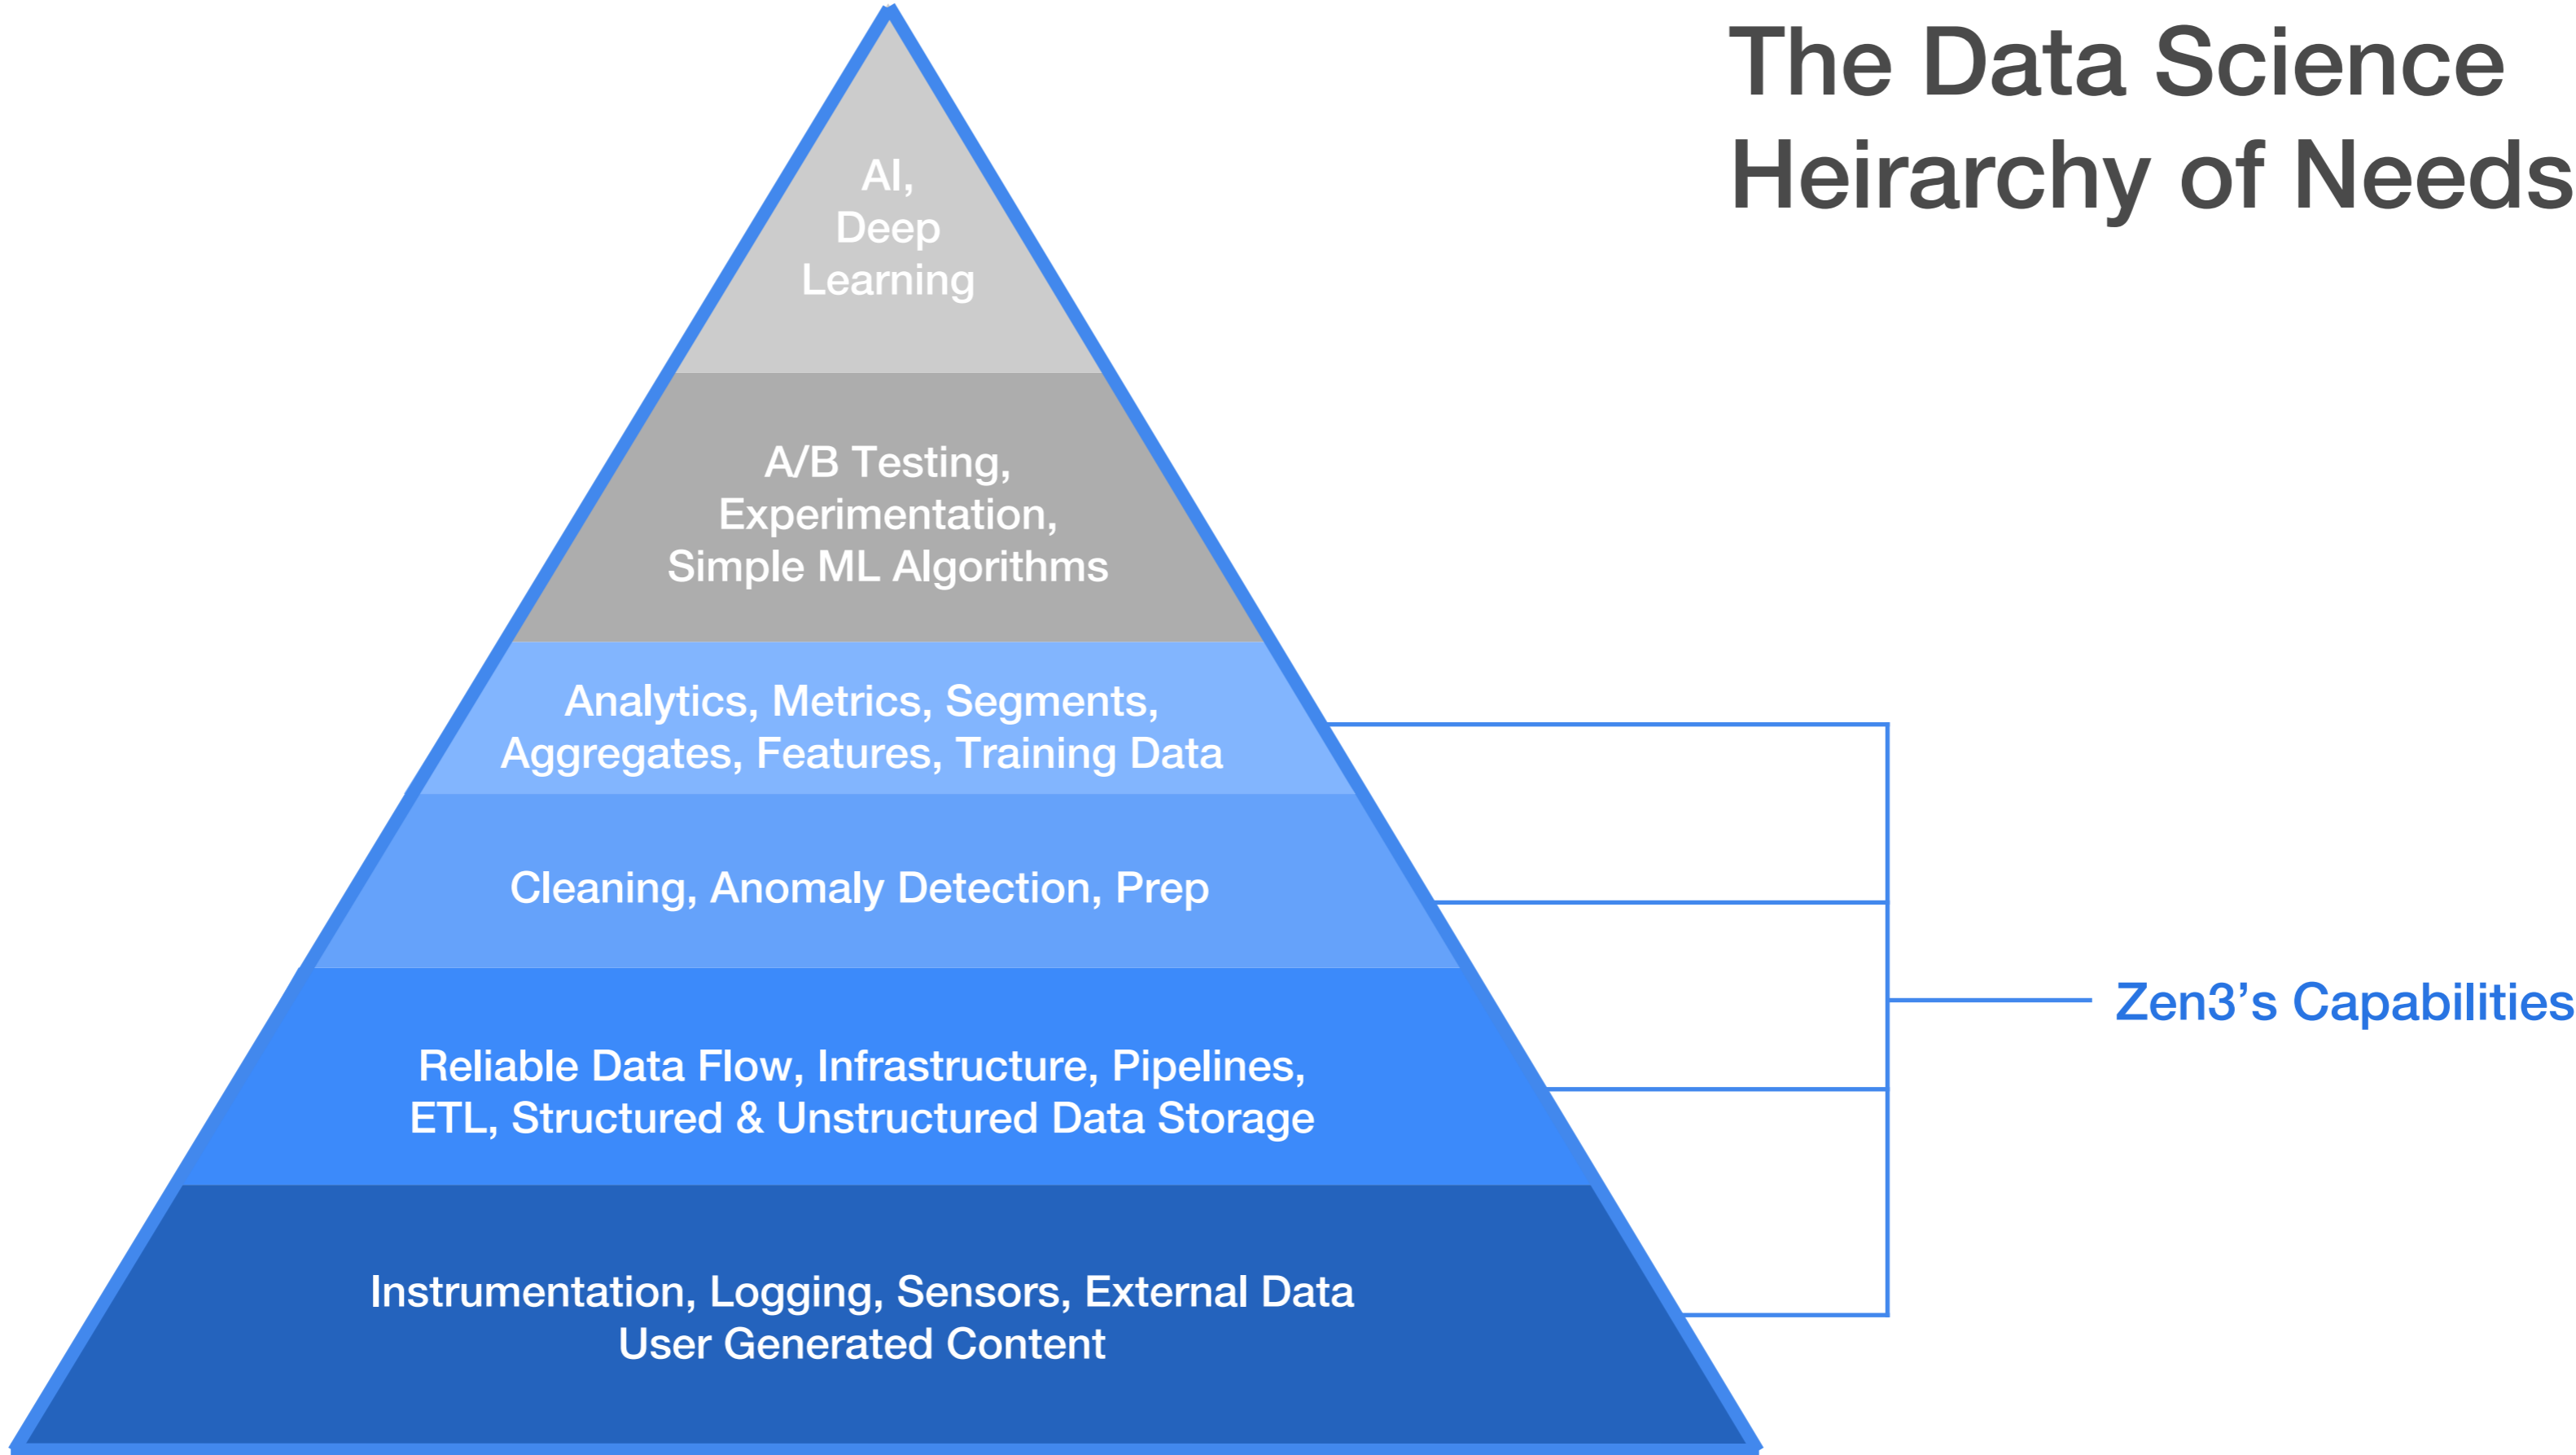 The Data Science
Heirarchy of Needs
AI,
Deep
Learning
A/B Testing,
Experimentation,
Simple ML Algorithms
Analytics, Metrics, Segments,
Aggregates, Features, Training Data
Cleaning, Anomaly Detection, Prep
Reliable Data Flow, Infrastructure, Pipelines,
ETL, Structured & Unstructured Data Storage
Instrumentation, Logging, Sensors, External Data
User Generated Content
Zen3’s Capabilities